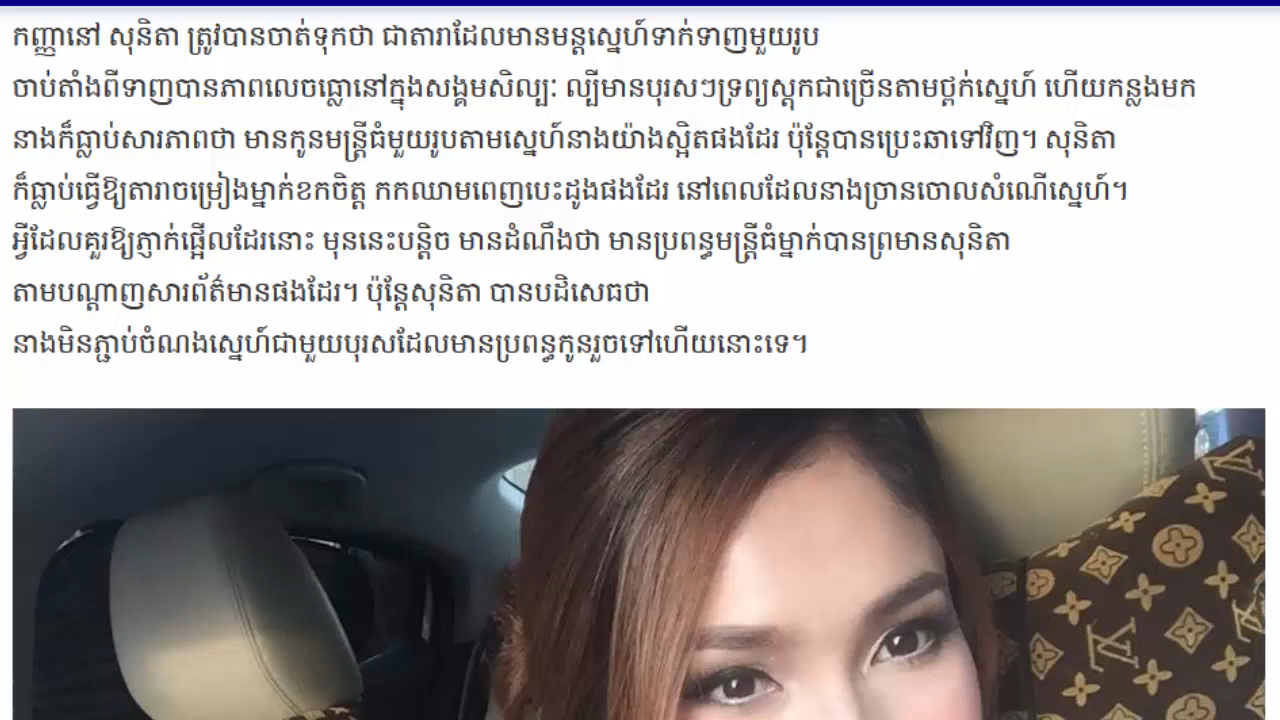 កញ្ញានៅ សុនិតា ត្រូវបានចាត់ទុកថា ជាតារាដែលមានមន្តស្នេហ៍ទាក់ទាញមួយរូប
ចាប់តាំងពីទាញបានភាពលេចធ្លោនៅក្នុងសង្គមសិល្បៈ ល្បីមានបុរសៗទ្រព្យស្តុកជាច្រើនតាមថ្ពក់ស្នេហ៍ ហើយកន្លងមក
នាងក៏ធ្លាប់សារភាពថា មានកូនមន្ត្រីធំមួយរូបតាមស្នេហ៍នាងយ៉ាងស្អិតផងដែរ ប៉ុន្តែបានប្រេះឆាទៅវិញ។ សុនិតា
ក៏ធ្លាប់ធ្វើឱ្យតារាចម្រៀងម្នាក់ខកចិត្ត កកឈាមពេញបេះដូងផងដែរ នៅពេលដែលនាងច្រានចោលសំណើស្នេហ៍។
អ្វីដែលគួរឱ្យភ្ញាក់ផ្អើលដែរនោះ មុននេះបន្តិច មានដំណឹងថា មានប្រពន្ធមន្ត្រីធំម្នាក់បានព្រមានសុនិតា
តាមបណ្តាញសារព័ត៌មានផងដែរ។ ប៉ុន្តែសុនិតា បានបដិសេធថា
នាងមិនភ្ជាប់ចំណងស្នេហ៍ជាមួយបុរសដែលមានប្រពន្ធកូនរួចទៅហើយនោះទេ។